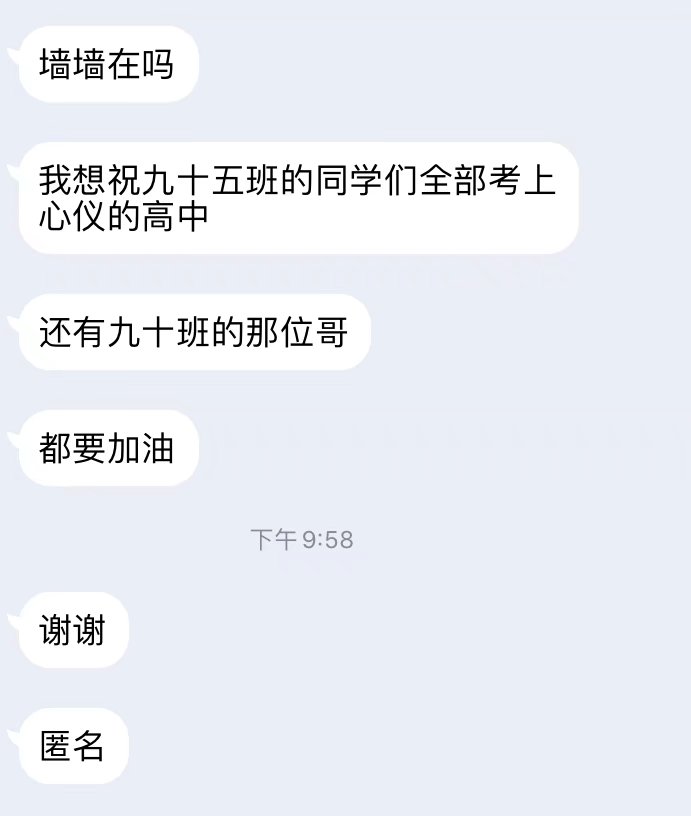 墙墙在吗
我想祝九十五班的同学们全部考上
心仪的高中
还有九十班的那位哥
都要加油
下午9:58
谢谢
匿名